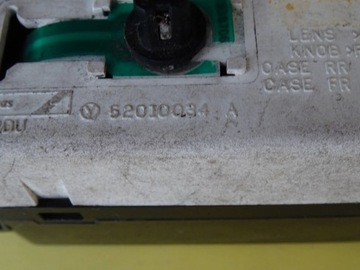 LENS >
KNOB >
CASE RR
CASE FR
52010034 A
A